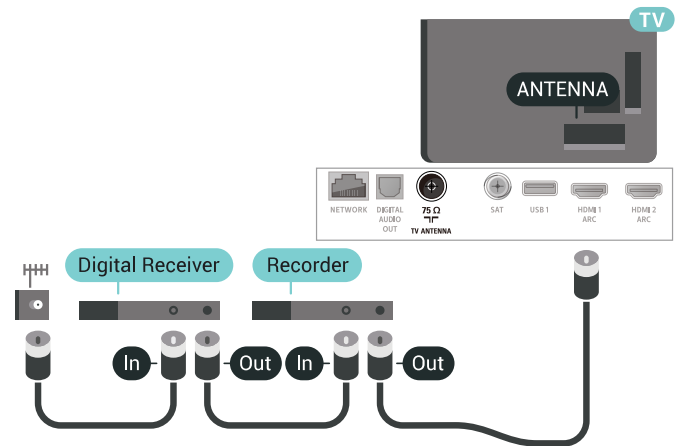 TV
ANTENNA
NETWORK
DIGITAL
AUDIO
OUT
75 Ω
TV ANTENNA
SAT
USB 1
HDMI 1
ARC
HDMI 2
ARC
Digital Receiver
Recorder
In
Out
In
Out